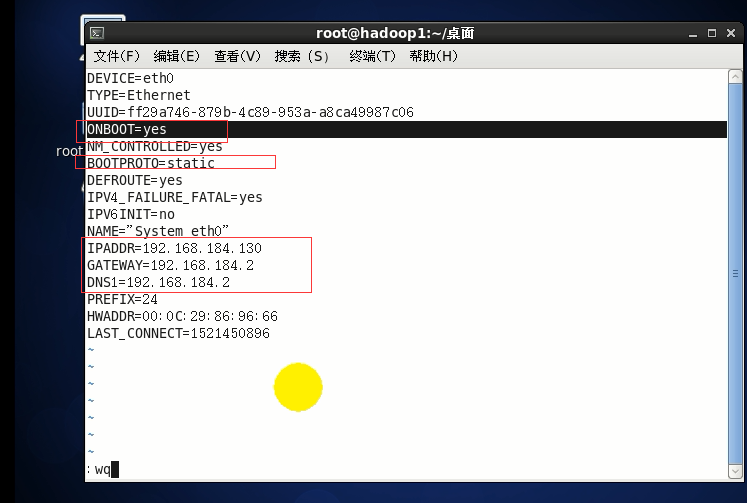 root@hadoop1:~/桌面
文件(F) 编辑(E) 查看(V) 搜索 (S) 终端(T) 帮助(H)
DEVICE=eth0
TYPE=Ethernet
UUID=ff29a746-879b-4c89-953a-a8ca49987c06
ONBOOT=yes
NM_CONTROLLED=yes
root
BOOTPROTO=static
DEFROUTE=yes
IPV4_FAILURE_FATAL=yes
IPV6INIT=no
NAME="System eth0"
IPADDR=192.168.184.130
GATEWAY=192.168.184.2
DNS1=192.168.184.2
PREFIX=24
HWADDR=00:0C:29:86:96:66
LAST_CONNECT=1521450896
~
~
~
~
~
~
~
:wq